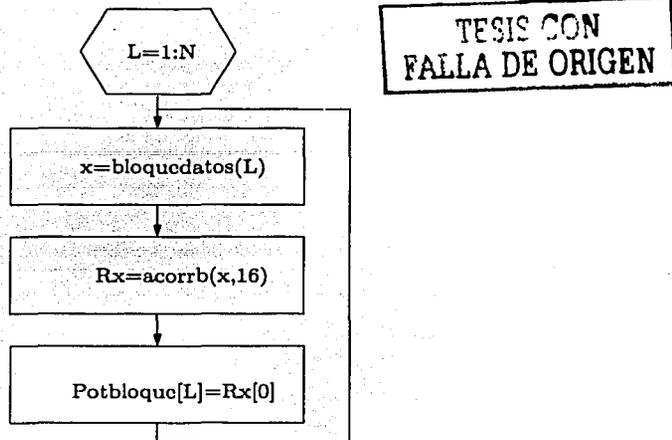 L=1:N
TESIS CON
FALLA DE ORIGEN
x=bloquedatos(L)
Rx=acorrb(x,16)
Potbloque[L]=Rx[0]